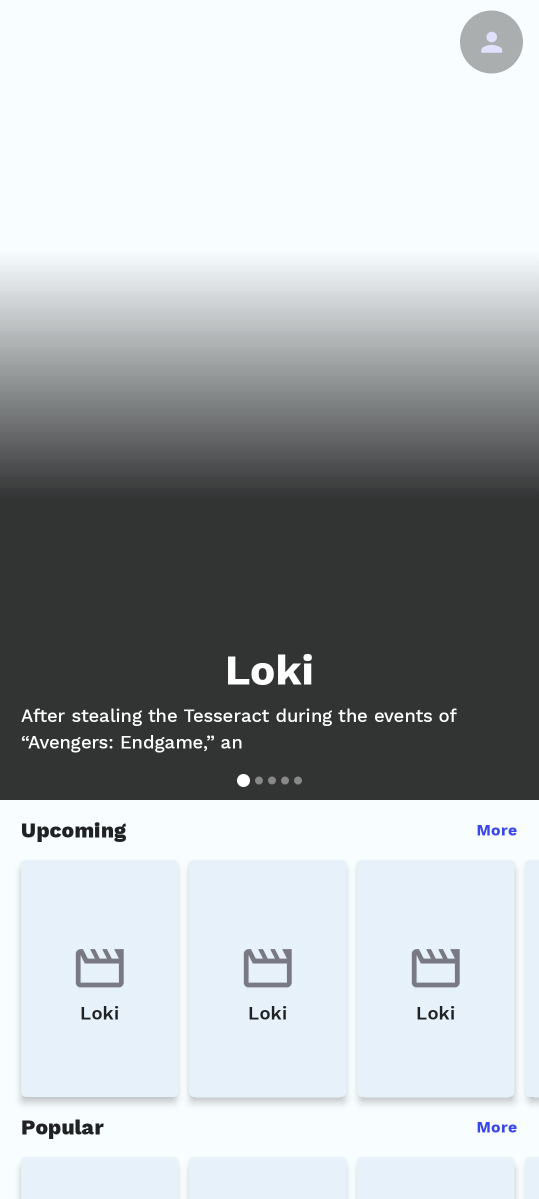 Loki
After stealing the Tesseract during the events of
“Avengers: Endgame,” an
Upcoming
More
Loki
Loki
Loki
Popular
More